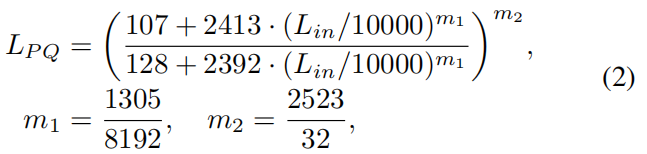 L_{PQ} = \left( \frac{107 + 2413 \cdot (L_{in}/10000)^{m_1}}{128 + 2392 \cdot (L_{in}/10000)^{m_1}} \right)^{m_2},
m_1 = \frac{1305}{8192}, \quad m_2 = \frac{2523}{32}, (2)